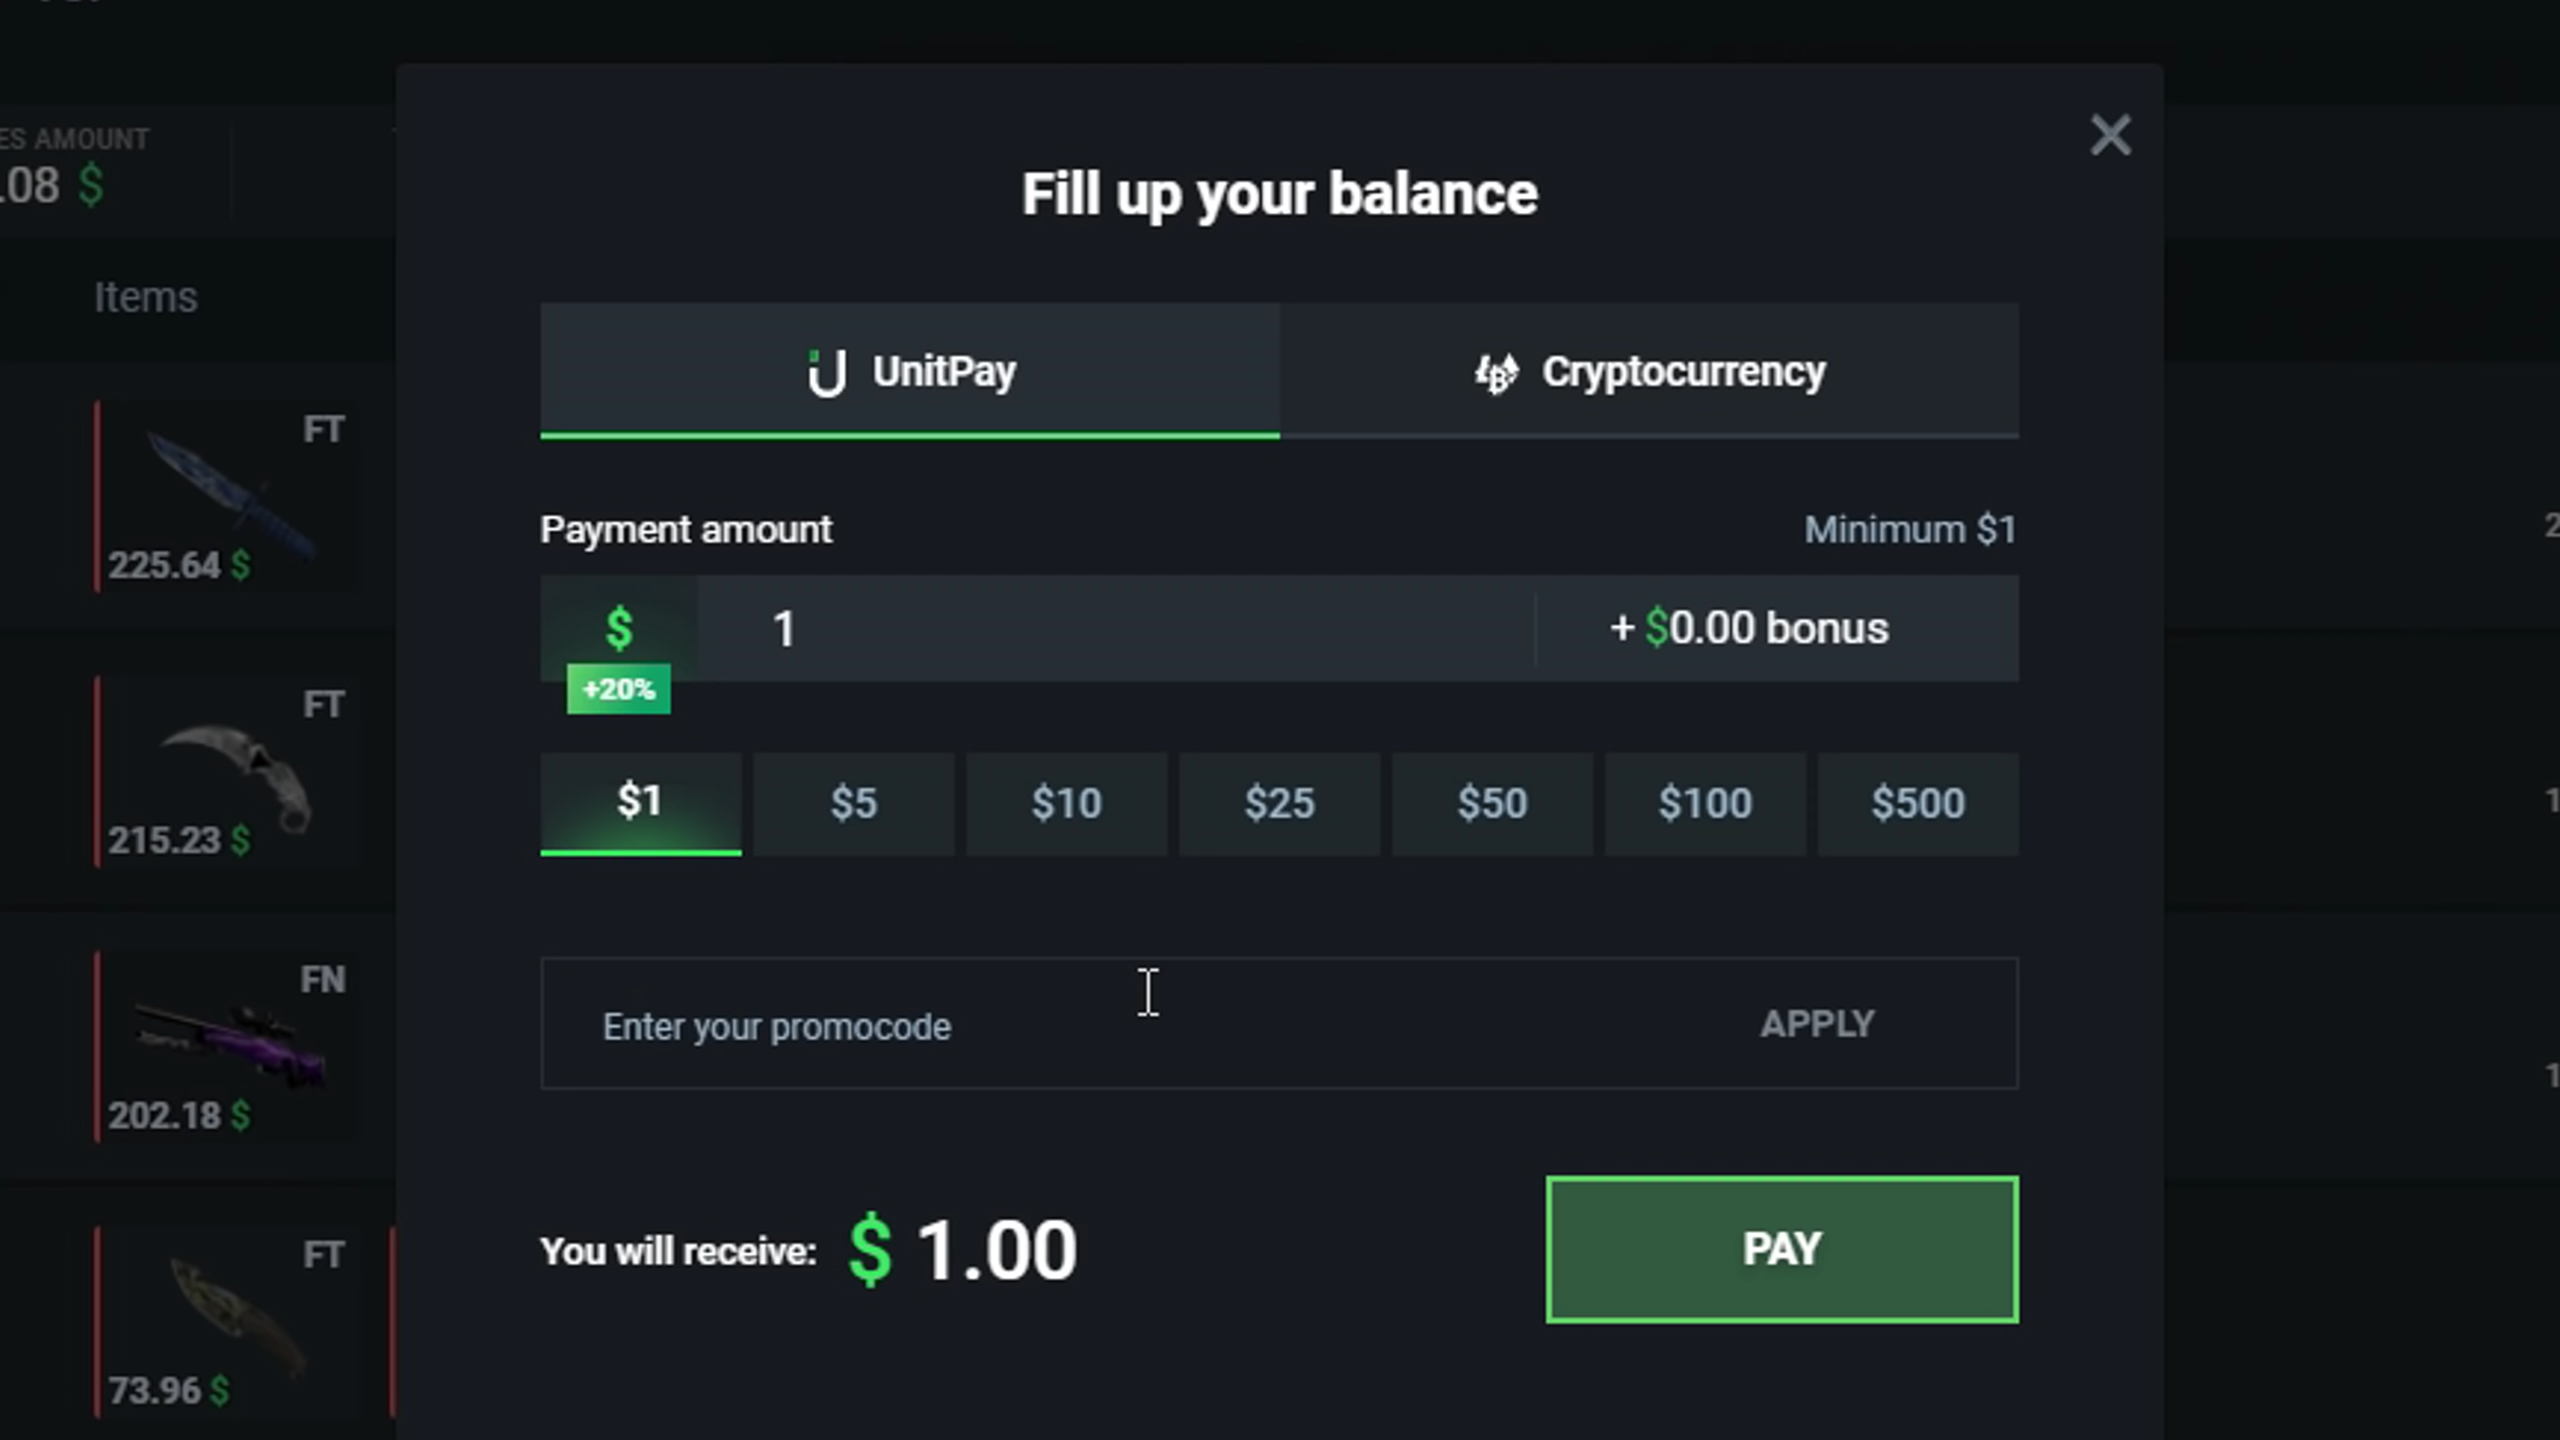 ES AMOUNT
.08 $
Items
FT
225.64 $
FT
215.23 $
FN
202.18 $
FT
73.96 $
Fill up your balance
UnitPay
Cryptocurrency
Payment amount
Minimum $1
$ 1 + $0.00 bonus
+20%
$1 $5 $10 $25 $50 $100 $500
Enter your promocode
APPLY
You will receive: $ 1.00
PAY